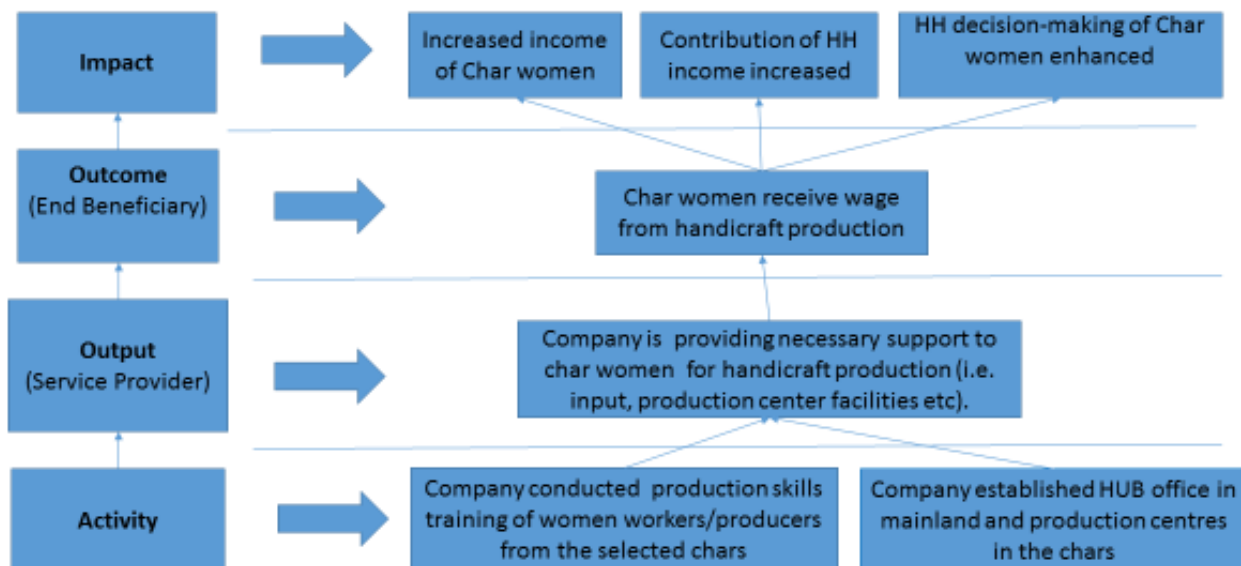 Impact
Increased income
of Char women
Contribution of HH
income increased
HH decision-making of Char
women enhanced
Outcome
(End Beneficiary)
Char women receive wage
from handicraft production
Output
(Service Provider)
Company is providing necessary support to
char women for handicraft production (i.e.
input, production center facilities etc).
Activity
Company conducted production skills
training of women workers/producers
from the selected chars
Company established HUB office in
mainland and production centres
in the chars